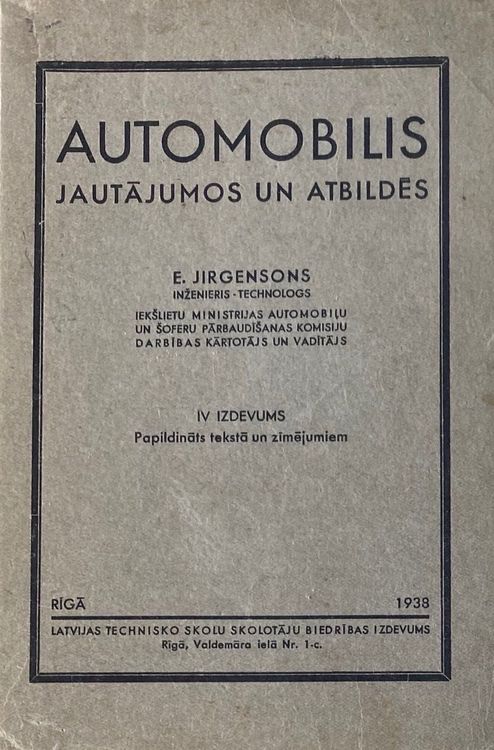 AUTOMOBILIS
JAUTĀJUMOS UN ATBILDĒS
E. JIRGENSONS
INŽENIERIS - TECHNOLOGS
IEKŠLIETU MINISTRIJAS AUTOMOBIĻU
UN ŠOFERU PĀRBAUDĪŠANAS KOMISIJU
DARBĪBAS KĀRTOTĀJS UN VADĪTĀJS
IV IZDEVUMS
Papildināts tekstā un zīmējumiem
RĪGĀ 1938
LATVIJAS TECHNISKO SKOLU SKOLOTĀJU BIEDRĪBAS IZDEVUMS
Rīgā, Valdemāra ielā Nr. 1-c.